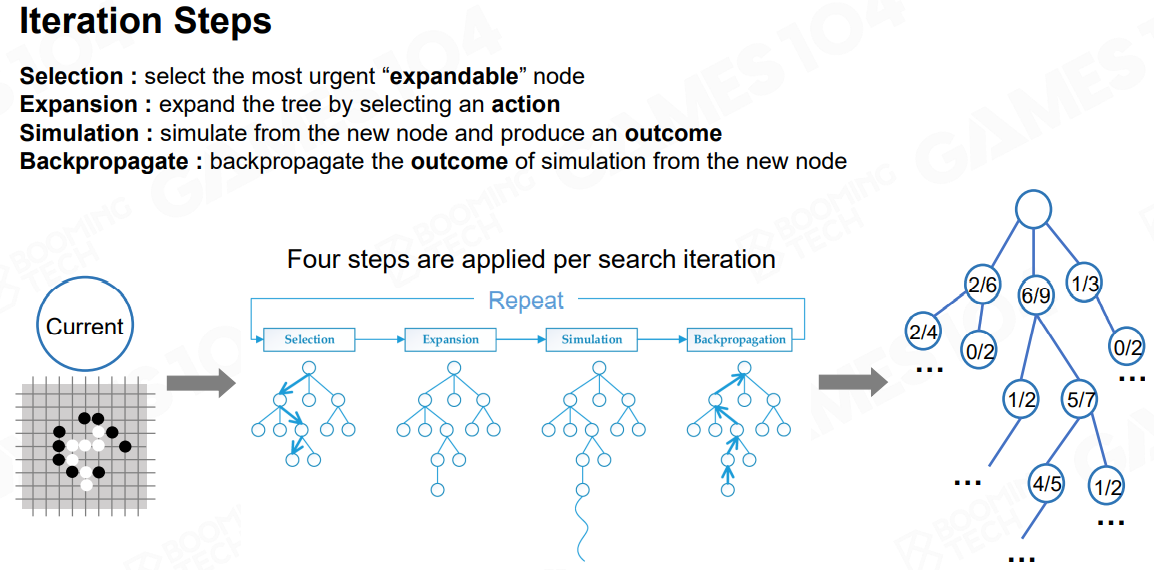 Iteration Steps
Selection : select the most urgent “expandable” node
Expansion : expand the tree by selecting an action
Simulation : simulate from the new node and produce an outcome
Backpropagate : backpropagate the outcome of simulation from the new node
Four steps are applied per search iteration
Repeat
Current
Selection
Expansion
Simulation
Backpropagation
2/6
6/9
1/3
2/4
0/2
0/2
...
...
1/2
5/7
...
4/5
1/2
...
...
GAMES104
BOOMING TECH